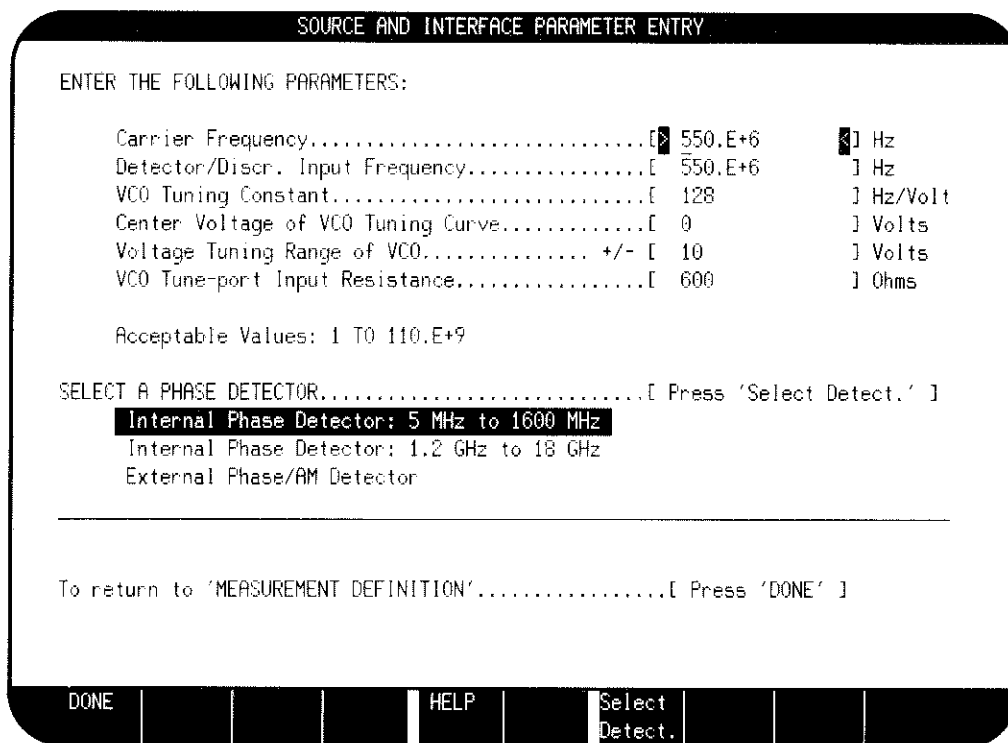 SOURCE AND INTERFACE PARAMETER ENTRY
ENTER THE FOLLOWING PARAMETERS:
Carrier Frequency..............................[> 550.E+6 <] Hz
Detector/Discr. Input Frequency................[ 550.E+6 ] Hz
VCO Tuning Constant............................[ 128 ] Hz/Volt
Center Voltage of VCO Tuning Curve.............[ 0 ] Volts
Voltage Tuning Range of VCO............... +/- [ 10 ] Volts
VCO Tune-port Input Resistance.................[ 600 ] Ohms
Acceptable Values: 1 TO 110.E+9
SELECT A PHASE DETECTOR.............................[ Press 'Select Detect.' ]
Internal Phase Detector: 5 MHz to 1600 MHz
Internal Phase Detector: 1.2 GHz to 18 GHz
External Phase/AM Detector
To return to 'MEASUREMENT DEFINITION'.................[ Press 'DONE' ]
DONE HELP Select
Detect.